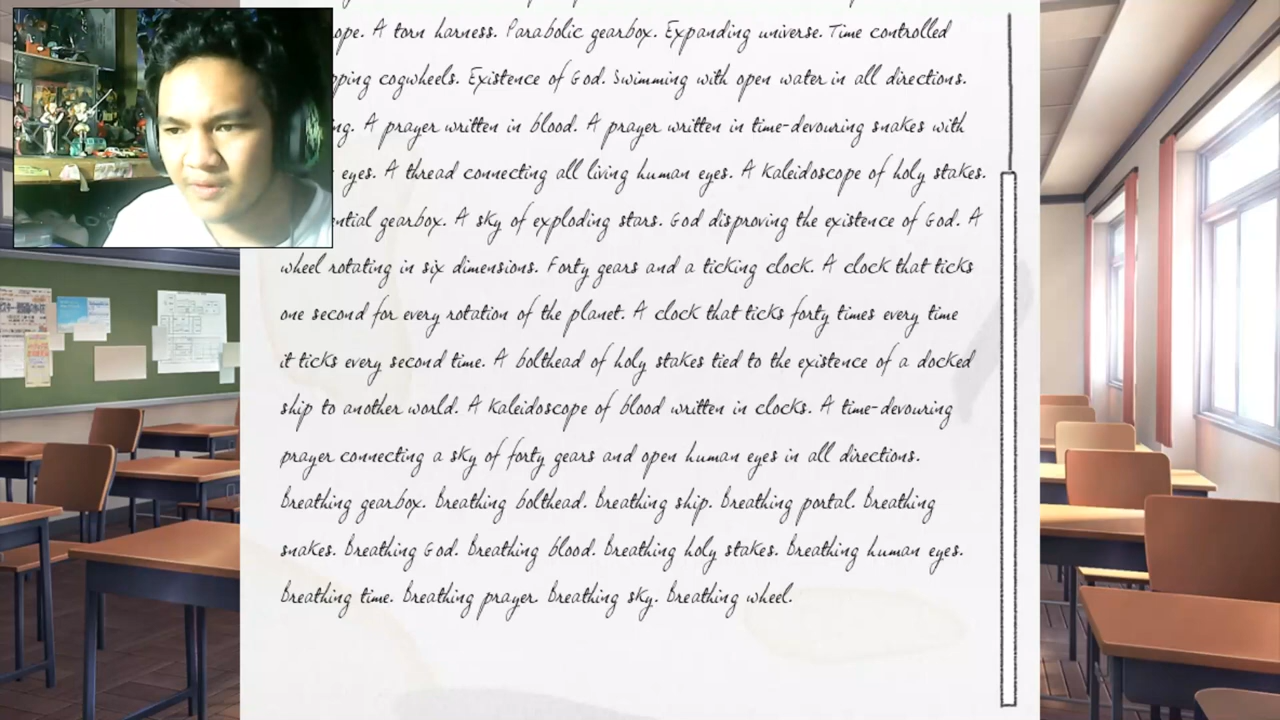 A torn harness. Parabolic gearbox. Expanding universe. Time controlled
cogwheels. Existence of God. Swimming with open water in all directions.
A prayer written in blood. A prayer written in time-devouring snakes with
eyes. A thread connecting all living human eyes. A kaleidoscope of holy stakes.
gearbox. A sky of exploding stars. God disproving the existence of God. A
wheel rotating in six dimensions. Forty gears and a ticking clock. A clock that ticks
one second for every rotation of the planet. A clock that ticks forty times every time
it ticks every second time. A bolthead of holy stakes tied to the existence of a docked
ship to another world. A kaleidoscope of blood written in clocks. A time-devouring
prayer connecting a sky of forty gears and open human eyes in all directions.
Breathing gearbox. Breathing bolthead. Breathing ship. Breathing portal. Breathing
snakes. Breathing God. Breathing blood. Breathing holy stakes. Breathing human eyes.
Breathing time. Breathing prayer. Breathing sky. Breathing wheel.